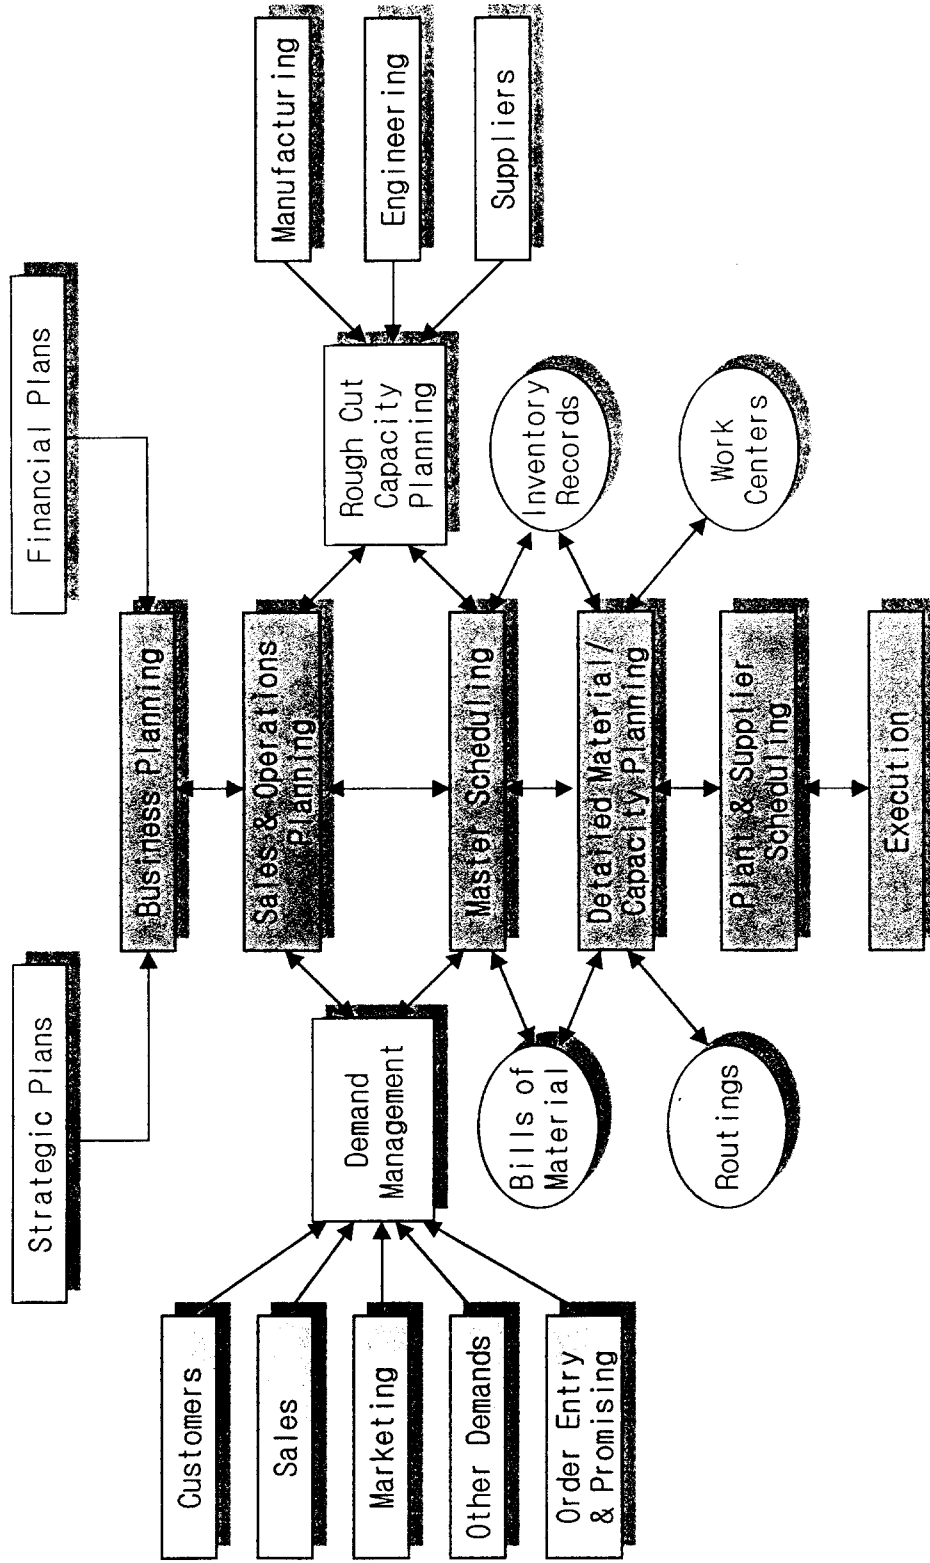 Strategic Plans
Financial Plans
Business Planning
Customers
Sales
Marketing
Other Demands
Order Entry
& Promising
Demand
Management
Sales & Operations
Planning
Rough Cut
Capacity
Planning
Manufacturing
Engineering
Suppliers
Master Scheduling
Bills of
Material
Inventory
Records
Detailed Material/
Capacity Planning
Routings
Work
Centers
Plant & Supplier
Scheduling
Execution